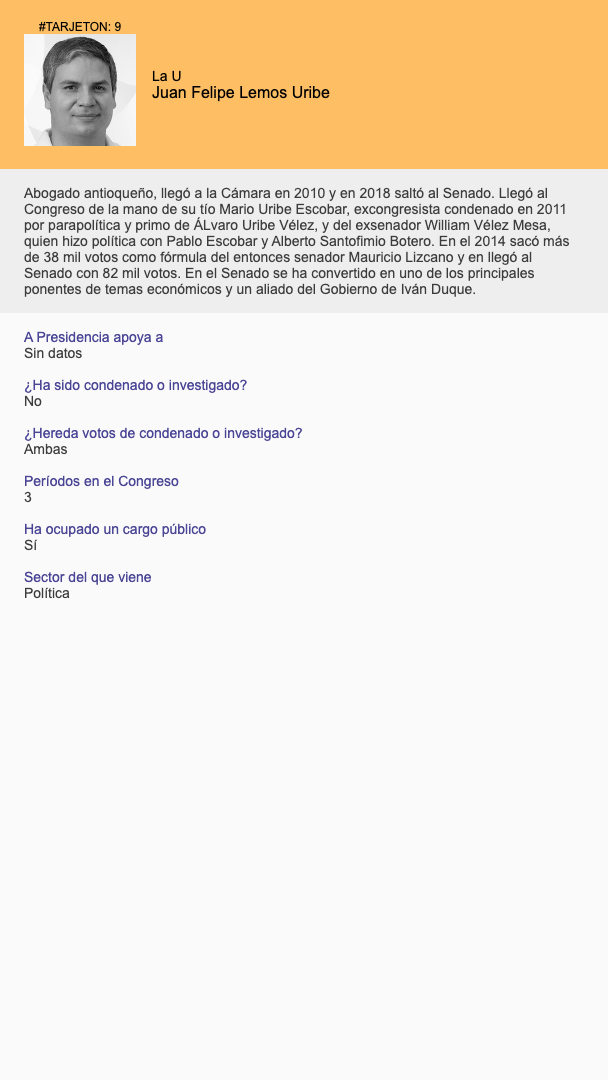 #TARJETON: 9
La U
Juan Felipe Lemos Uribe
Abogado antioqueño, llegó a la Cámara en 2010 y en 2018 saltó al Senado. Llegó al
Congreso de la mano de su tío Mario Uribe Escobar, excongresista condenado en 2011
por parapolítica y primo de ÁLvaro Uribe Vélez, y del exsenador William Vélez Mesa,
quien hizo política con Pablo Escobar y Alberto Santofimio Botero. En el 2014 sacó más
de 38 mil votos como fórmula del entonces senador Mauricio Lizcano y en llegó al
Senado con 82 mil votos. En el Senado se ha convertido en uno de los principales
ponentes de temas económicos y un aliado del Gobierno de Iván Duque.
A Presidencia apoya a
Sin datos
¿Ha sido condenado o investigado?
No
¿Hereda votos de condenado o investigado?
Ambas
Períodos en el Congreso
3
Ha ocupado un cargo público
Sí
Sector del que viene
Política